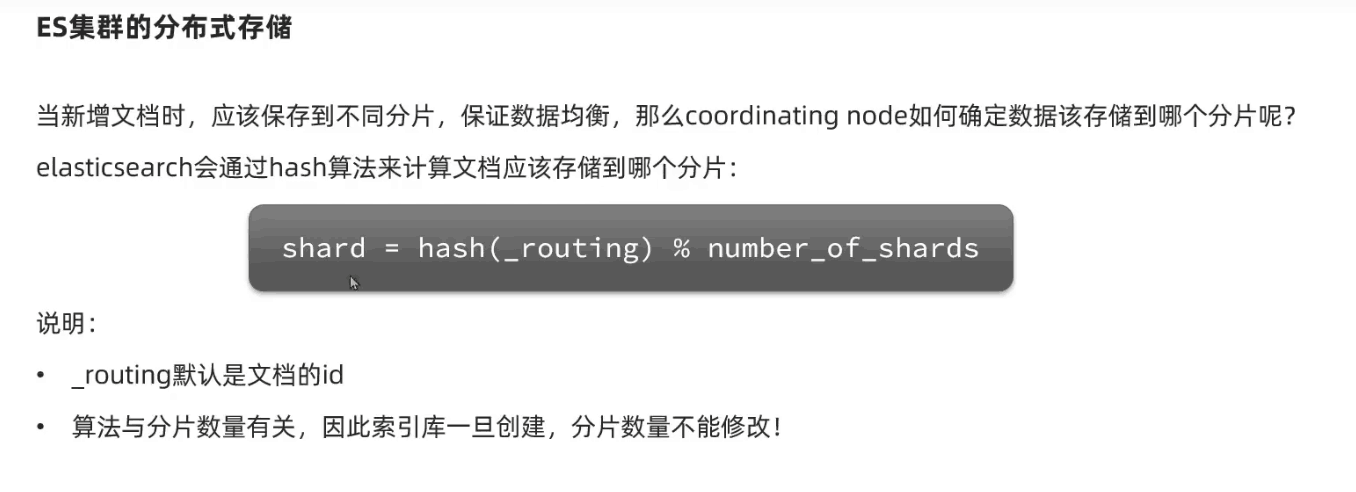 ES集群的分布式存储
当新增文档时，应该保存到不同分片，保证数据均衡，那么coordinating node如何确定数据该存储到哪个分片呢？
elasticsearch会通过hash算法来计算文档应该存储到哪个分片：
shard = hash(_routing) % number_of_shards
说明：
• _routing默认是文档的id
• 算法与分片数量有关，因此索引库一旦创建，分片数量不能修改！